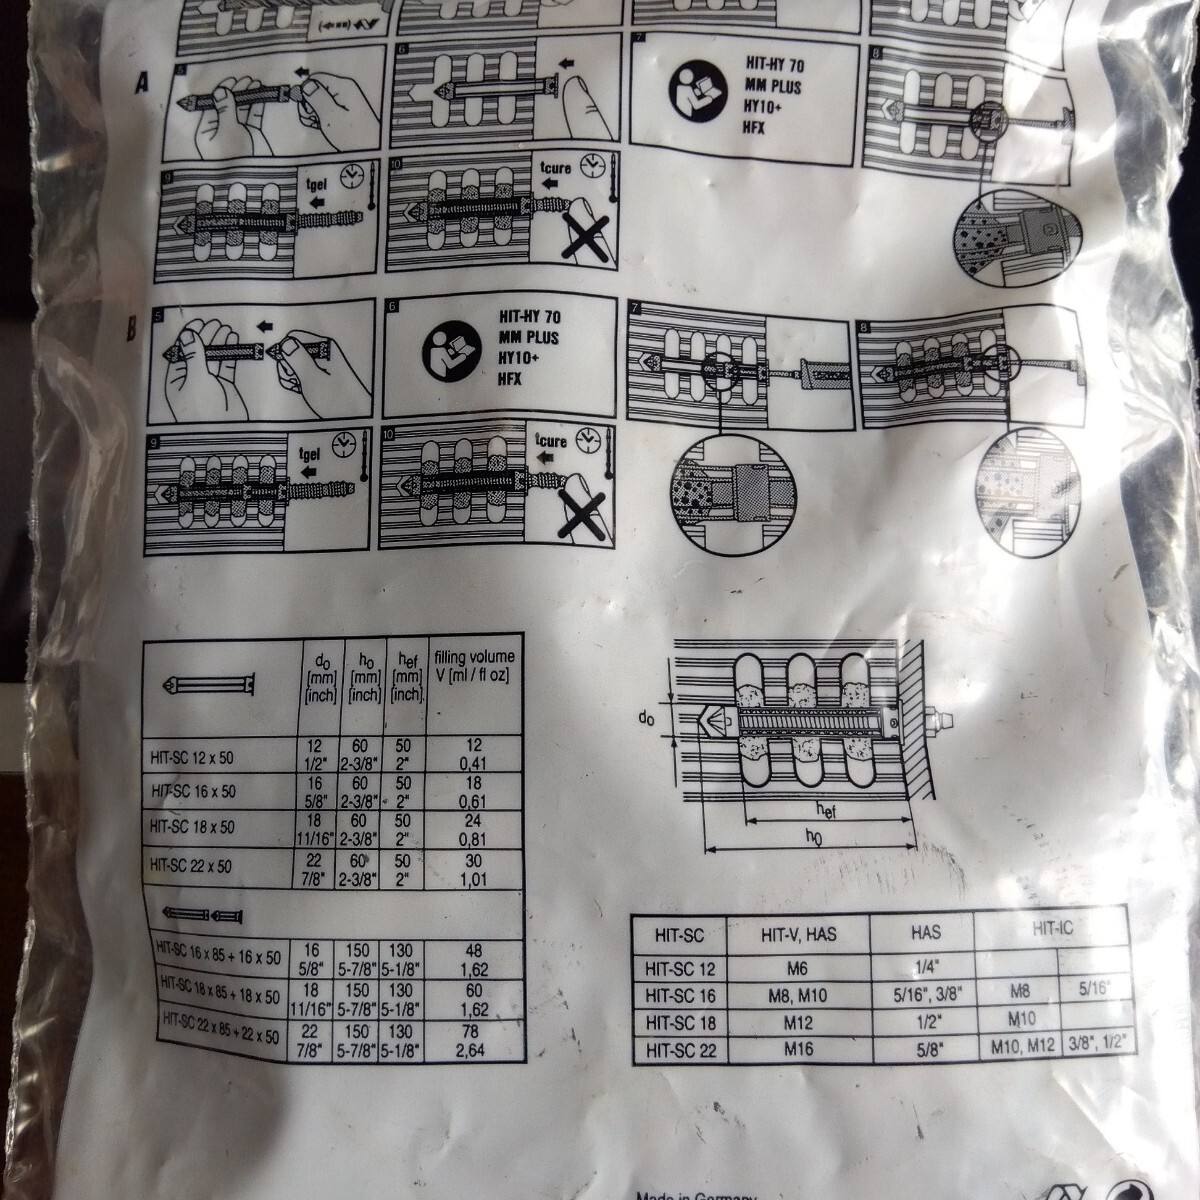 A
5
6
7
HIT-HY 70
MM PLUS
HY10+
HFX
8
9
tgel
10
tcure
B
5
6
HIT-HY 70
MM PLUS
HY10+
HFX
7
8
9
tgel
10
tcure
do [mm] [inch] ho [mm] [inch] hef [mm] [inch] filling volume V [ml / fl oz]
HIT-SC 12 x 50 12 1/2" 60 2-3/8" 50 2" 12 0,41
HIT-SC 16 x 50 16 5/8" 60 2-3/8" 50 2" 18 0,61
HIT-SC 18 x 50 18 11/16" 60 2-3/8" 50 2" 24 0,81
HIT-SC 22 x 50 22 7/8" 60 2-3/8" 50 2" 30 1,01
HIT-SC 16 x 85 + 16 x 50 16 5/8" 150 5-7/8" 130 5-1/8" 48 1,62
HIT-SC 18 x 85 + 18 x 50 18 11/16" 150 5-7/8" 130 5-1/8" 60 1,62
HIT-SC 22 x 85 + 22 x 50 22 7/8" 150 5-7/8" 130 5-1/8" 78 2,64
do
hef
ho
HIT-SC HIT-V, HAS HAS HIT-IC
HIT-SC 12 M6 1/4"
HIT-SC 16 M8, M10 5/16", 3/8" M8 5/16"
HIT-SC 18 M12 1/2" M10
HIT-SC 22 M16 5/8" M10, M12 3/8", 1/2"
Made in Germany